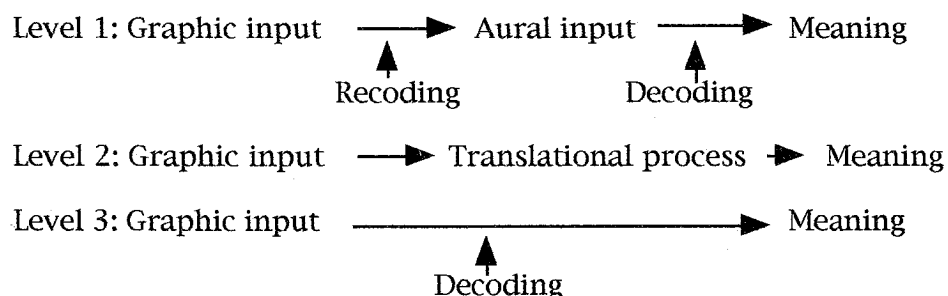 Level 1: Graphic input Aural input Meaning
Recoding Decoding
Level 2: Graphic input Translational process Meaning
Level 3: Graphic input Meaning
Decoding